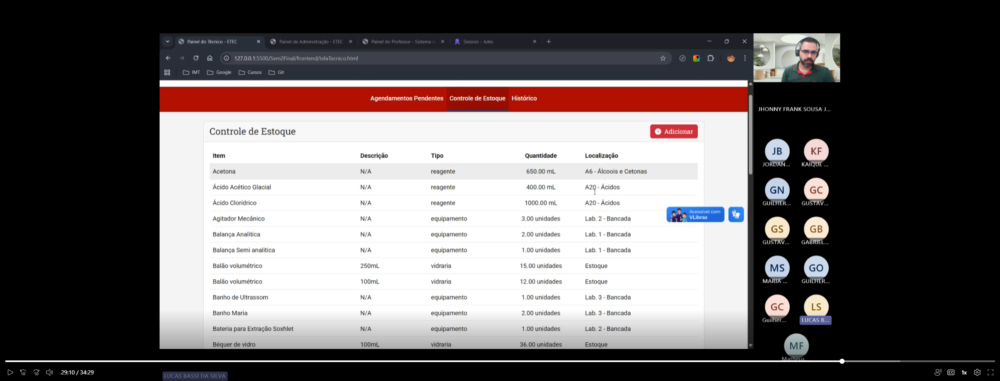 Painel do Técnico - ETEC
Painel de Administração - ETEC
Painel do Professor - Sistema d
Session - Jules
127.0.0.1:5500/Sem2Final/frontend/telaTecnico.html
IMT Google Cursos Git
Agendamentos Pendentes Controle de Estoque Histórico
Controle de Estoque
Adicionar
Item Descrição Tipo Quantidade Localização
Acetona N/A reagente 650.00 mL A6 - Álcoois e Cetonas
Ácido Acético Glacial N/A reagente 400.00 mL A20 - Ácidos
Ácido Clorídrico N/A reagente 1000.00 mL A20 - Ácidos
Agitador Mecânico N/A equipamento 3.00 unidades Lab. 2 - Bancada
Balança Analitica N/A equipamento 2.00 unidades Lab. 1 - Bancada
Balança Semi analitica N/A equipamento 1.00 unidades Lab. 1 - Bancada
Balão volumétrico 250mL vidraria 15.00 unidades Estoque
Balão volumétrico 100mL vidraria 12.00 unidades Estoque
Banho de Ultrassom N/A equipamento 1.00 unidades Lab. 3 - Bancada
Banho Maria N/A equipamento 2.00 unidades Lab. 3 - Bancada
Bateria para Extração Soxhlet N/A equipamento 1.00 unidades Lab. 2 - Bancada
Béquer de vidro 100mL vidraria 36.00 unidades Estoque
Acessível com
VLibras
JHONNY FRANK SOUSA J...
JB KF
JORDAN... KAIQUE ...
GN GC
GUILHER... GUSTAV...
GS GB
GUSTAV... GABRIEL...
MS GO
MARIA ... GUILHER...
GC LS
Guilher... LUCAS B...
MF
Matheus...
10 10 29:10 / 34:29
LUCAS BASSI DA SILVA
CC 1x